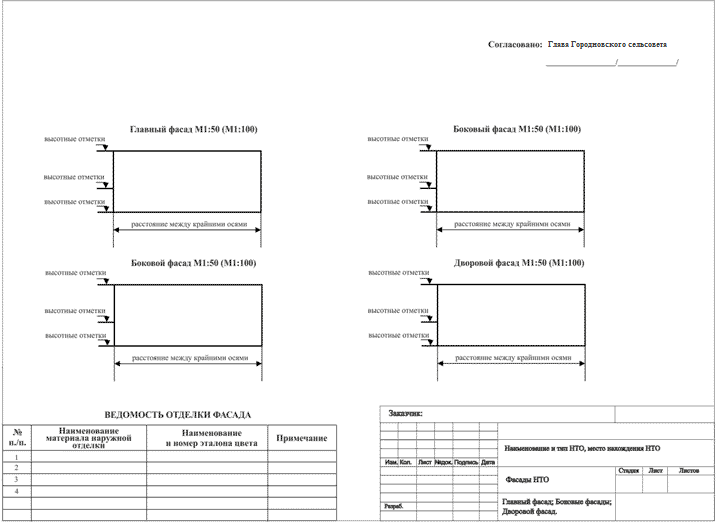 Согласовано: Глава Городновского сельсовета
/ /
Главный фасад М1:50 (М1:100)
высотные отметки
высотные отметки
высотные отметки
расстояние между крайними осями
Боковый фасад М1:50 (М1:100)
высотные отметки
высотные отметки
высотные отметки
расстояние между крайними осями
Боковой фасад М1:50 (М1:100)
высотные отметки
высотные отметки
высотные отметки
расстояние между крайними осями
Дворовой фасад М1:50 (М1:100)
высотные отметки
высотные отметки
высотные отметки
расстояние между крайними осями
ВЕДОМОСТЬ ОТДЕЛКИ ФАСАДА
№
п./п.
Наименование
материала наружной
отделки
Наименование
и номер эталона цвета
Примечание
1
2
3
4
Заказчик:
Наименование и тип НТО, место нахождения НТО
Изм. Кол. Лист №док. Подпись Дата
Фасады НТО
Стадия Лист Листов
Разраб.
Главный фасад; Боковые фасады;
Дворовой фасад.